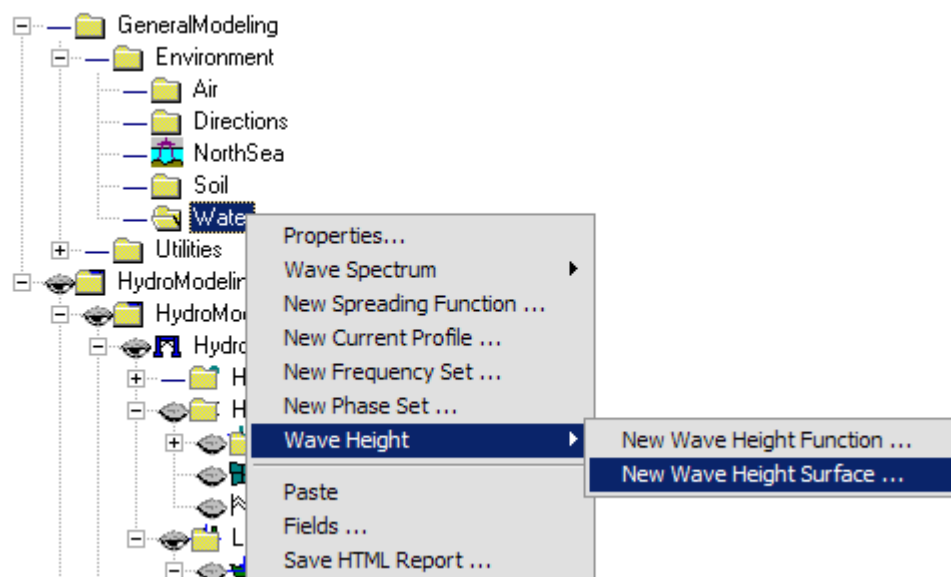 GeneralModeling
Environment
Air
Directions
NorthSea
Soil
Wate
Utilities
HydroModelin
HydroMo
Hydro
H
H
L
Properties...
Wave Spectrum
New Spreading Function ...
New Current Profile ...
New Frequency Set ...
New Phase Set ...
Wave Height
Paste
Fields ...
Save HTML Report ...
New Wave Height Function ...
New Wave Height Surface ...